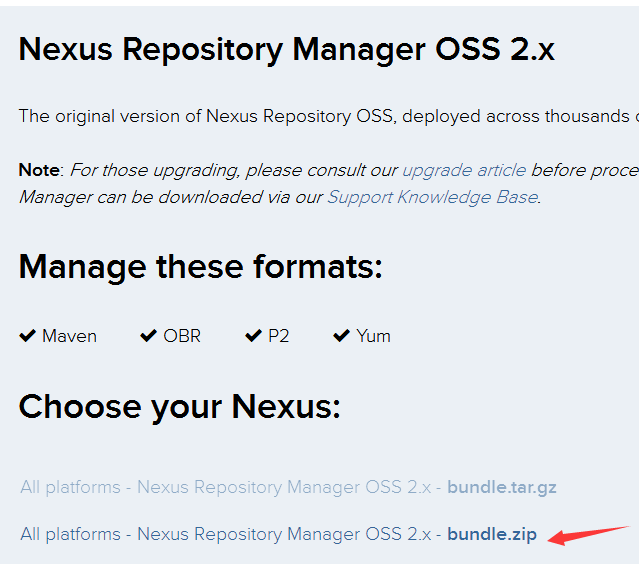 Nexus Repository Manager OSS 2.x
The original version of Nexus Repository OSS, deployed across thousands
Note: For those upgrading, please consult our upgrade article before
Manager can be downloaded via our Support Knowledge Base.
Manage these formats:
Maven OBR P2 Yum
Choose your Nexus:
All platforms - Nexus Repository Manager OSS 2.x - bundle.tar.gz
All platforms - Nexus Repository Manager OSS 2.x - bundle.zip